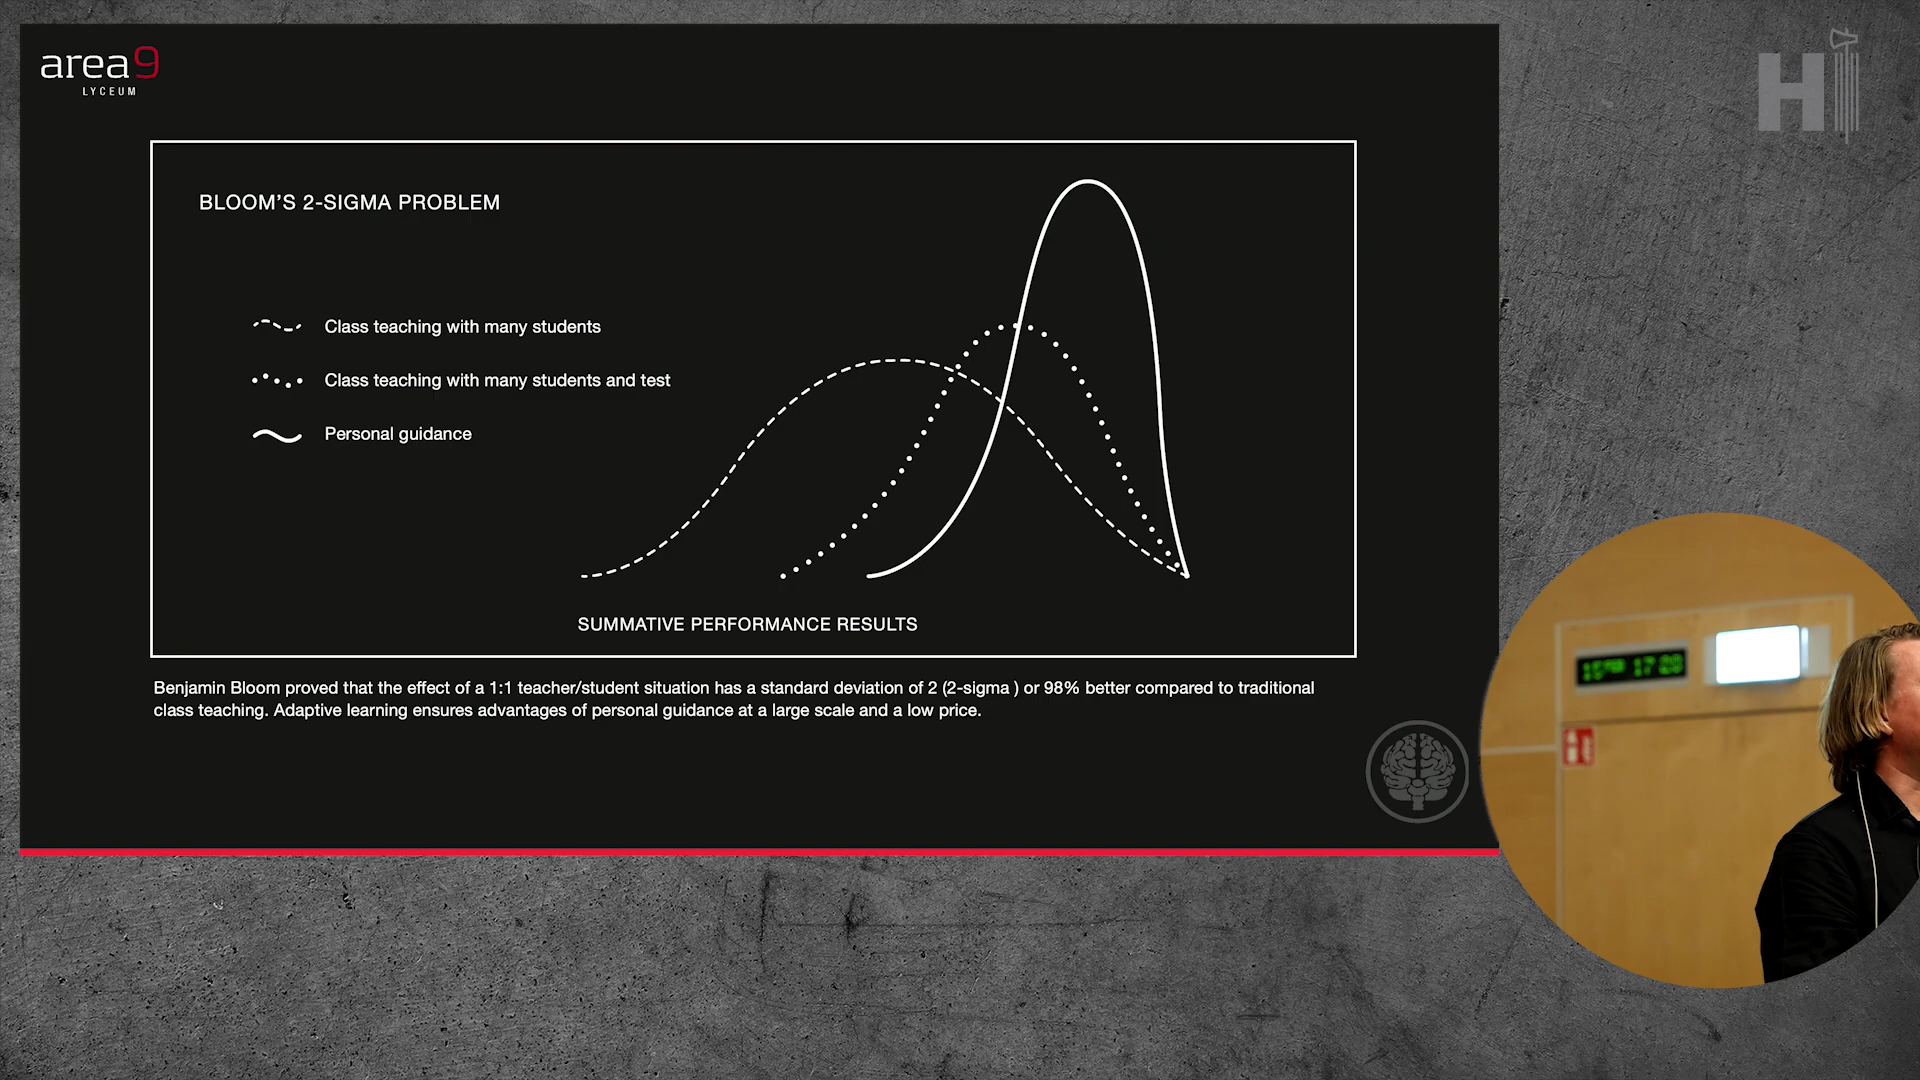 area9
LYCEUM
H
BLOOM'S 2-SIGMA PROBLEM
Class teaching with many students
Class teaching with many students and test
Personal guidance
SUMMATIVE PERFORMANCE RESULTS
Benjamin Bloom proved that the effect of a 1:1 teacher/student situation has a standard deviation of 2 (2-sigma ) or 98% better compared to traditional
class teaching. Adaptive learning ensures advantages of personal guidance at a large scale and a low price.